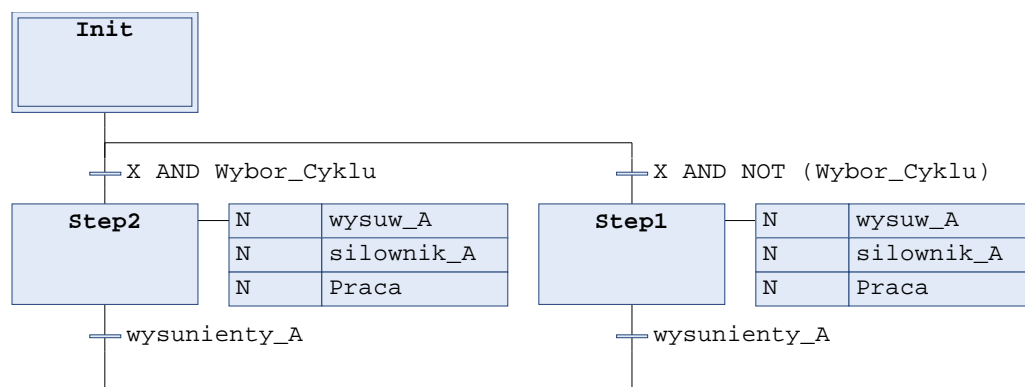 Init
X AND Wybor_Cyklu
X AND NOT (Wybor_Cyklu)
Step2
N wysuw_A
N silownik_A
N Praca
Step1
N wysuw_A
N silownik_A
N Praca
wysunienty_A
wysunienty_A